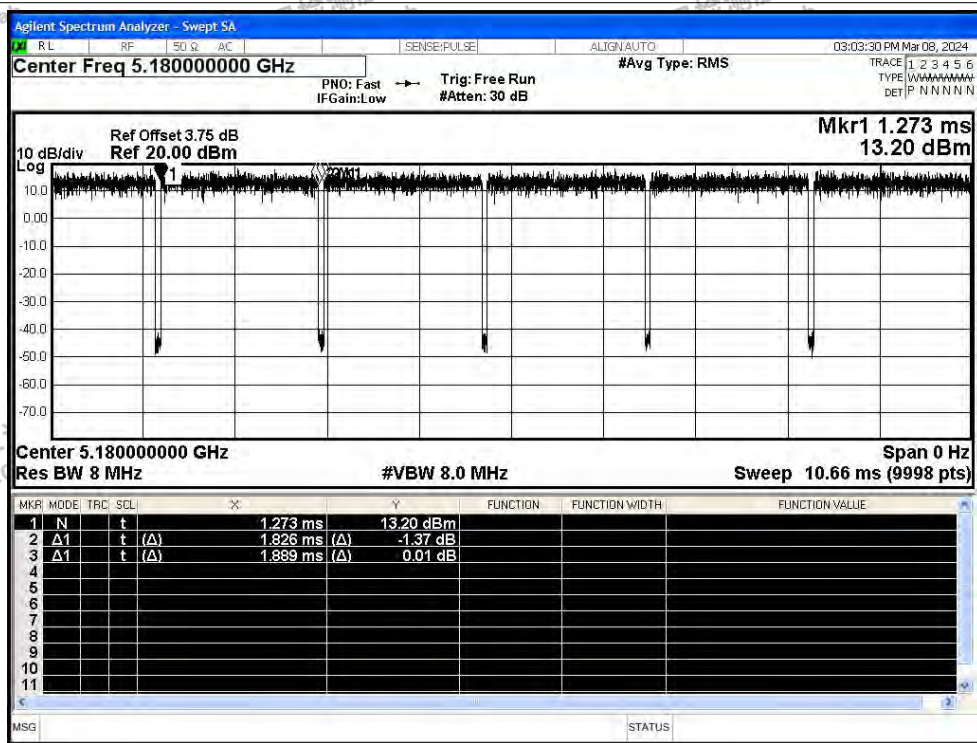 Agilent Spectrum Analyzer - Swept SA
RL RF 50 Ω AC SENSE:PULSE ALIGN AUTO 03:03:30 PM Mar 08, 2024
Center Freq 5.180000000 GHz #Avg Type: RMS TRACE 1 2 3 4 5 6
PNO: Fast Trig: Free Run TYPE WWWWWW
IFGain:Low #Atten: 30 dB DET P N N N N N
Mkr1 1.273 ms
Ref Offset 3.75 dB
10 dB/div Ref 20.00 dBm 13.20 dBm
Log
1
10.0
0.00
-10.0
-20.0
-30.0
-40.0
-50.0
-60.0
-70.0
Center 5.180000000 GHz Span 0 Hz
Res BW 8 MHz #VBW 8.0 MHz Sweep 10.66 ms (9998 pts)
MKR MODE TRC SCL X Y FUNCTION FUNCTION WIDTH FUNCTION VALUE
1 N t 1.273 ms 13.20 dBm
2 Δ1 t (Δ) 1.826 ms (Δ) -1.37 dB
3 Δ1 t (Δ) 1.889 ms (Δ) 0.01 dB
4
5
6
7
8
9
10
11
MSG STATUS